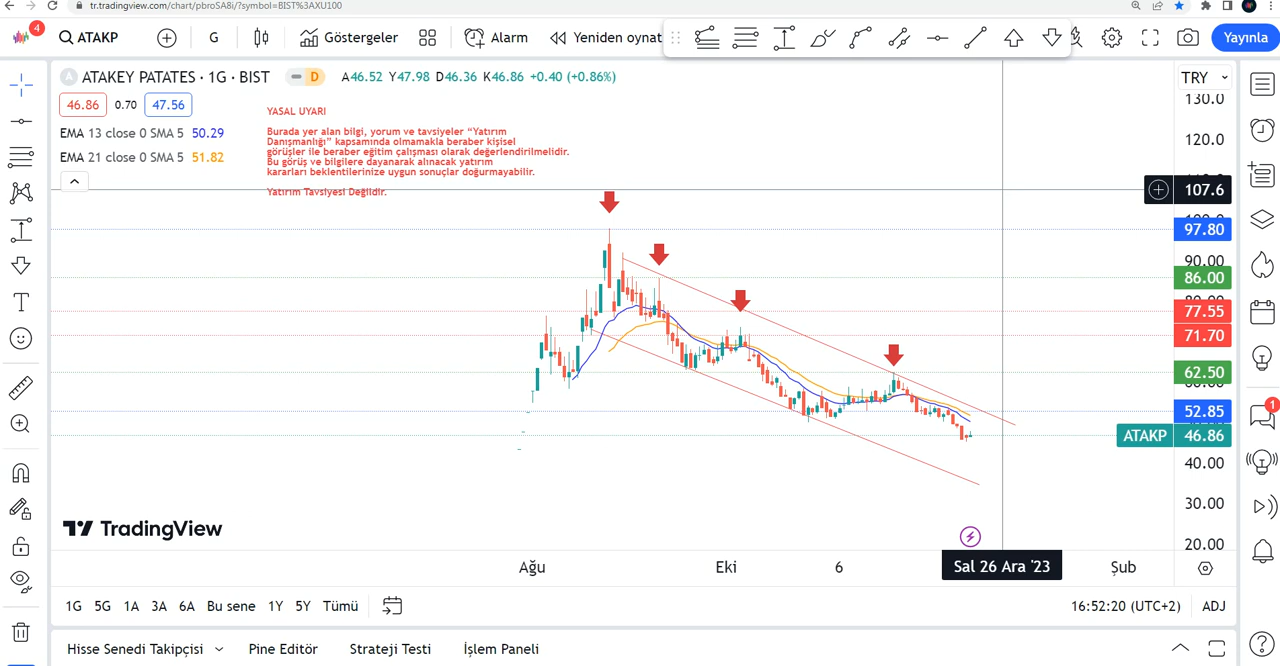 tr.tradingview.com/chart/pbroSA8i/?symbol=BIST%3AXU100
4
ATAKP
G
Göstergeler
Alarm
Yeniden oynat
Yayınla
A ATAKEY PATATES · 1G · BIST
D
A46.52 Y47.98 D46.36 K46.86 +0.40 (+0.86%)
46.86 0.70 47.56
EMA 13 close 0 SMA 5 50.29
EMA 21 close 0 SMA 5 51.82
YASAL UYARI
Burada yer alan bilgi, yorum ve tavsiyeler “Yatırım
Danışmanlığı” kapsamında olmamakla beraber kişisel
görüşler ile beraber eğitim çalışması olarak değerlendirilmelidir.
Bu görüş ve bilgilere dayanarak alınacak yatırım
kararları beklentilerinize uygun sonuçlar doğurmayabilir.
Yatırım Tavsiyesi Değildir.
TRY
130.0
120.0
107.6
97.80
90.00
86.00
77.55
71.70
62.50
52.85
ATAKP 46.86
40.00
30.00
20.00
1
TradingView
Ağu
Eki
6
Sal 26 Ara '23
Şub
1G 5G 1A 3A 6A Bu sene 1Y 5Y Tümü
16:52:20 (UTC+2) ADJ
Hisse Senedi Takipçisi
Pine Editör
Strateji Testi
İşlem Paneli